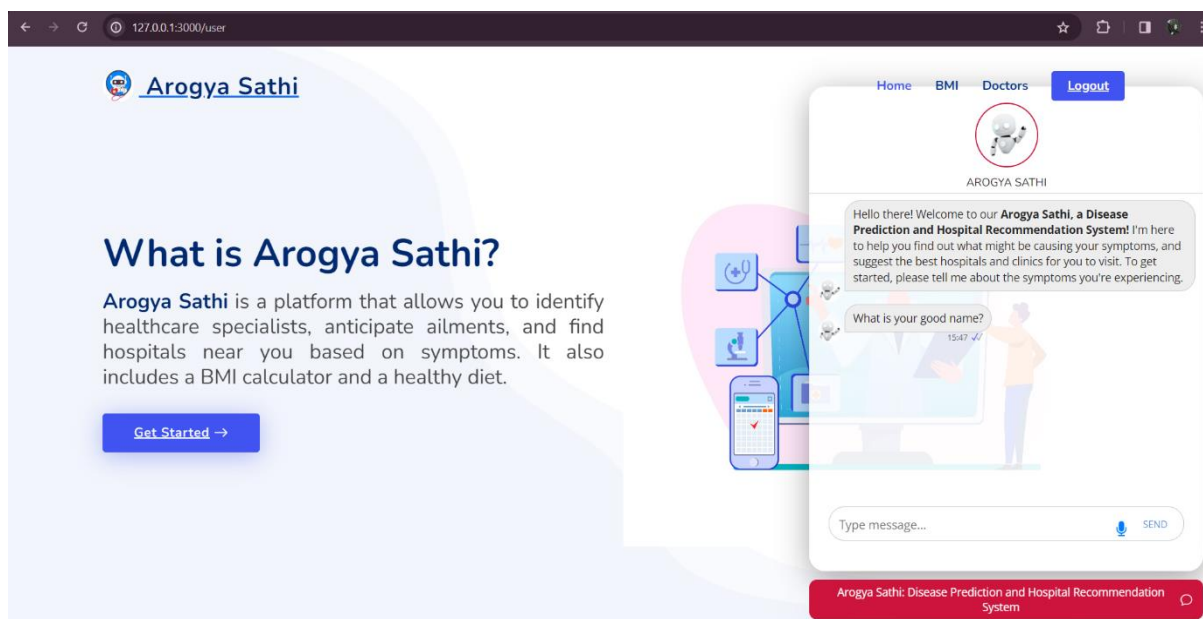 127.0.0.1:3000/user
Arogya Sathi
Home BMI Doctors Logout
What is Arogya Sathi?
Arogya Sathi is a platform that allows you to identify
healthcare specialists, anticipate ailments, and find
hospitals near you based on symptoms. It also
includes a BMI calculator and a healthy diet.
Get Started →
AROGYA SATHI
Hello there! Welcome to our Arogya Sathi, a Disease
Prediction and Hospital Recommendation System! I'm here
to help you find out what might be causing your symptoms, and
suggest the best hospitals and clinics for you to visit. To get
started, please tell me about the symptoms you're experiencing.
What is your good name?
15:47
Type message...
SEND
Arogya Sathi: Disease Prediction and Hospital Recommendation
System